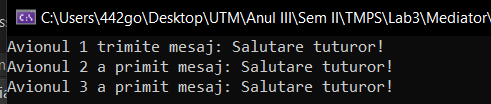 C:\Users\442go\Desktop\UTM\Anul III\Sem II\TMPS\Lab3\Mediator\
Avionul 1 trimite mesaj: Salutare tuturor!
Avionul 2 a primit mesaj: Salutare tuturor!
Avionul 3 a primit mesaj: Salutare tuturor!